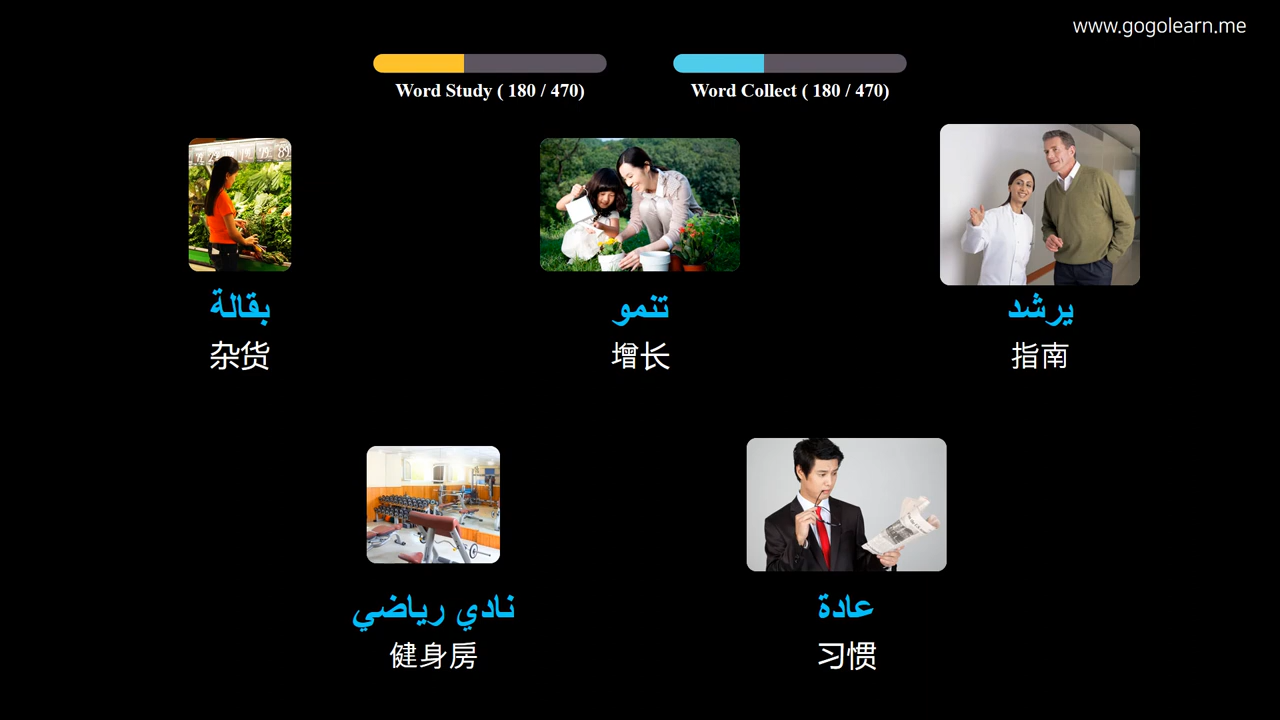 www.gogolearn.me
Word Study ( 180 / 470)
Word Collect ( 180 / 470)
بقالة
杂货
تنمو
增长
يرشد
指南
نادي رياضي
健身房
عادة
习惯